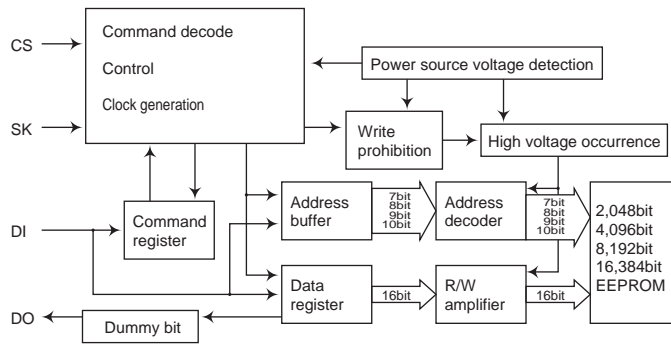 CS
Command decode
Control
Clock generation
Power source voltage detection
SK
Write
prohibition
High voltage occurrence
DI
Command
register
Address
buffer
7bit
8bit
9bit
10bit
Address
decoder
7bit
8bit
9bit
10bit
2,048bit
4,096bit
8,192bit
16,384bit
EEPROM
Data
register
16bit
R/W
amplifier
16bit
DO
Dummy bit